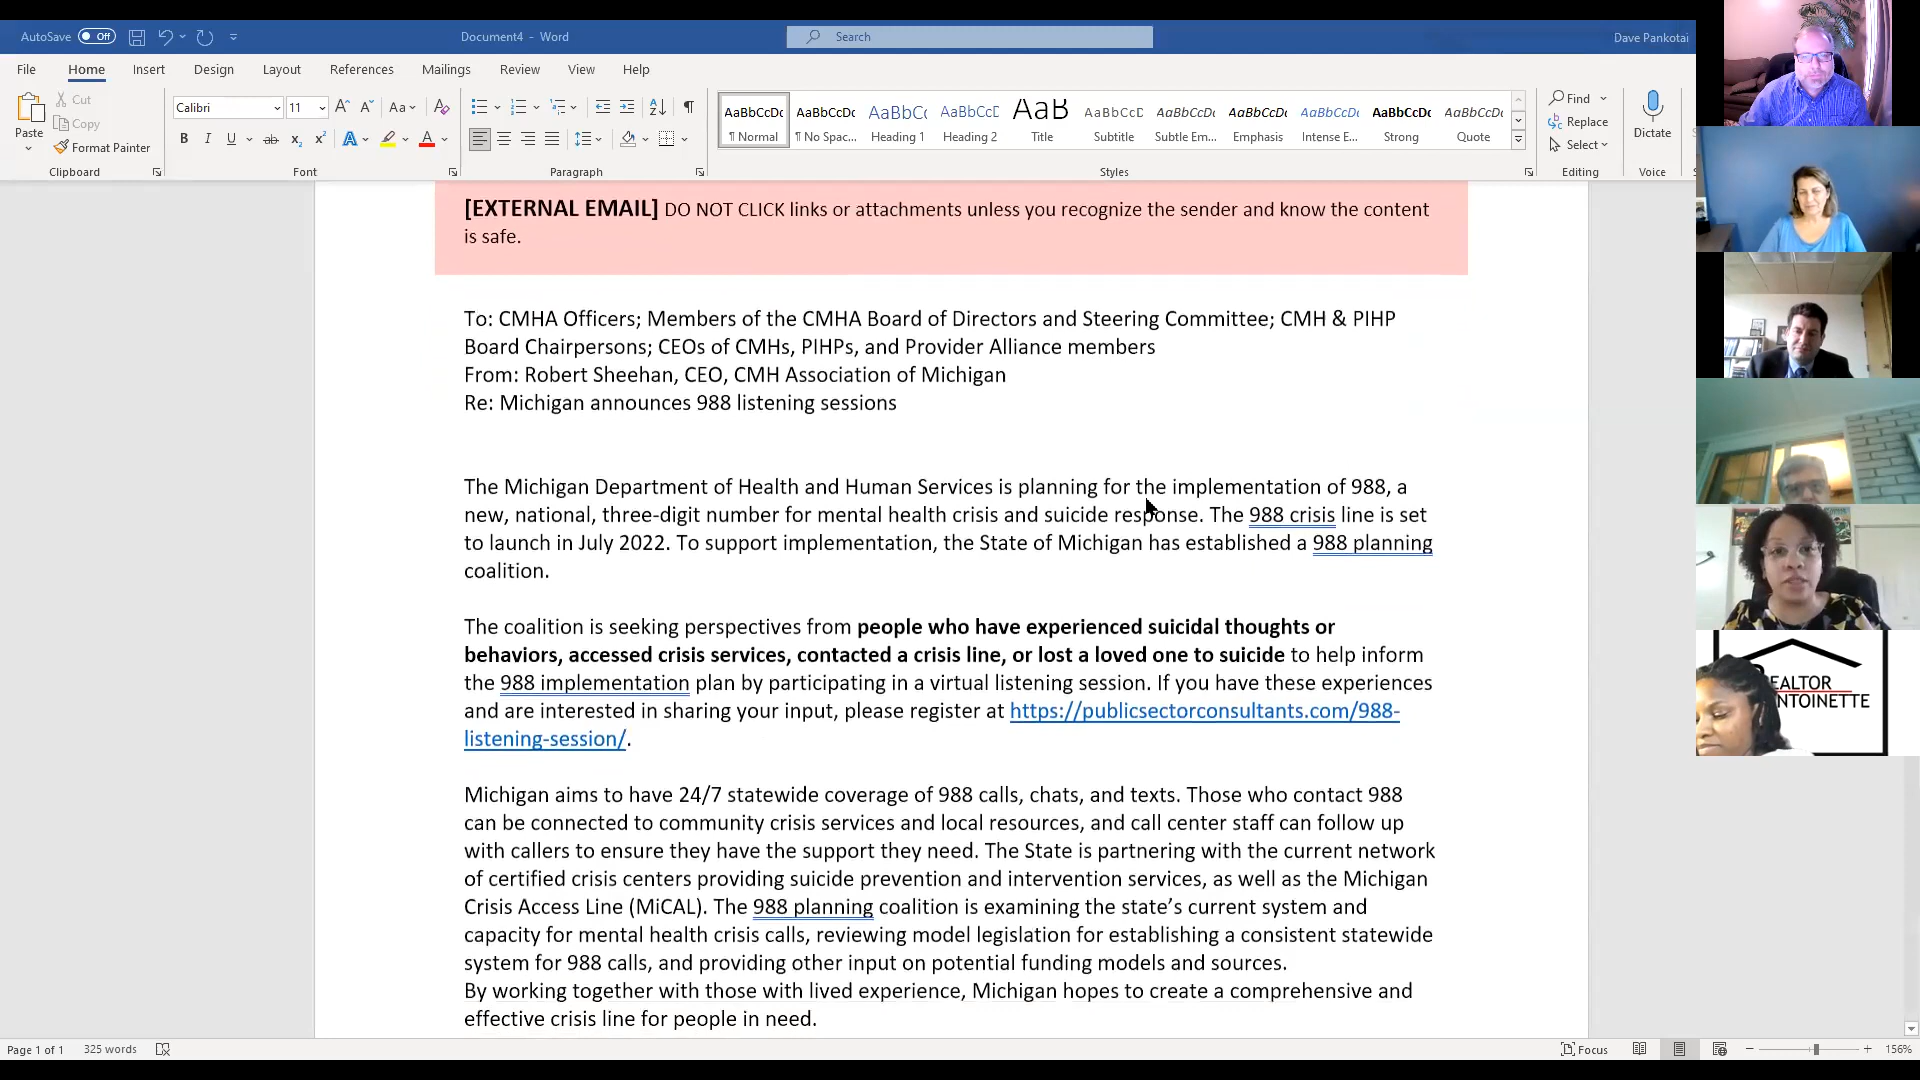 AutoSave Off
Document4 - Word
Search
Dave Pankotai
File Home Insert Design Layout References Mailings Review View Help
Paste
Cut
Copy
Format Painter
Clipboard
Calibri 11
Aa
B I U ab x₂ x² A A
Font
Paragraph
AaBbCcDc AaBbCcDc AaBbCc AaBbCcD AaB AaBbCcD AaBbCcDc AaBbCcDc AaBbCcDc AaBbCcDc AaBbCcDc
¶ Normal ¶ No Spac... Heading 1 Heading 2 Title Subtitle Subtle Em... Emphasis Intense E... Strong Quote
Styles
Find
Replace
Select
Editing
Dictate
Voice
[EXTERNAL EMAIL] DO NOT CLICK links or attachments unless you recognize the sender and know the content
is safe.
To: CMHA Officers; Members of the CMHA Board of Directors and Steering Committee; CMH & PIHP
Board Chairpersons; CEOs of CMHs, PIHPs, and Provider Alliance members
From: Robert Sheehan, CEO, CMH Association of Michigan
Re: Michigan announces 988 listening sessions
The Michigan Department of Health and Human Services is planning for the implementation of 988, a
new, national, three-digit number for mental health crisis and suicide response. The 988 crisis line is set
to launch in July 2022. To support implementation, the State of Michigan has established a 988 planning
coalition.
The coalition is seeking perspectives from people who have experienced suicidal thoughts or
behaviors, accessed crisis services, contacted a crisis line, or lost a loved one to suicide to help inform
the 988 implementation plan by participating in a virtual listening session. If you have these experiences
and are interested in sharing your input, please register at https://publicsectorconsultants.com/988-
listening-session/.
Michigan aims to have 24/7 statewide coverage of 988 calls, chats, and texts. Those who contact 988
can be connected to community crisis services and local resources, and call center staff can follow up
with callers to ensure they have the support they need. The State is partnering with the current network
of certified crisis centers providing suicide prevention and intervention services, as well as the Michigan
Crisis Access Line (MiCAL). The 988 planning coalition is examining the state's current system and
capacity for mental health crisis calls, reviewing model legislation for establishing a consistent statewide
system for 988 calls, and providing other input on potential funding models and sources.
By working together with those with lived experience, Michigan hopes to create a comprehensive and
effective crisis line for people in need.
EALTOR
NTOINETTE
Page 1 of 1 325 words
Focus
156%